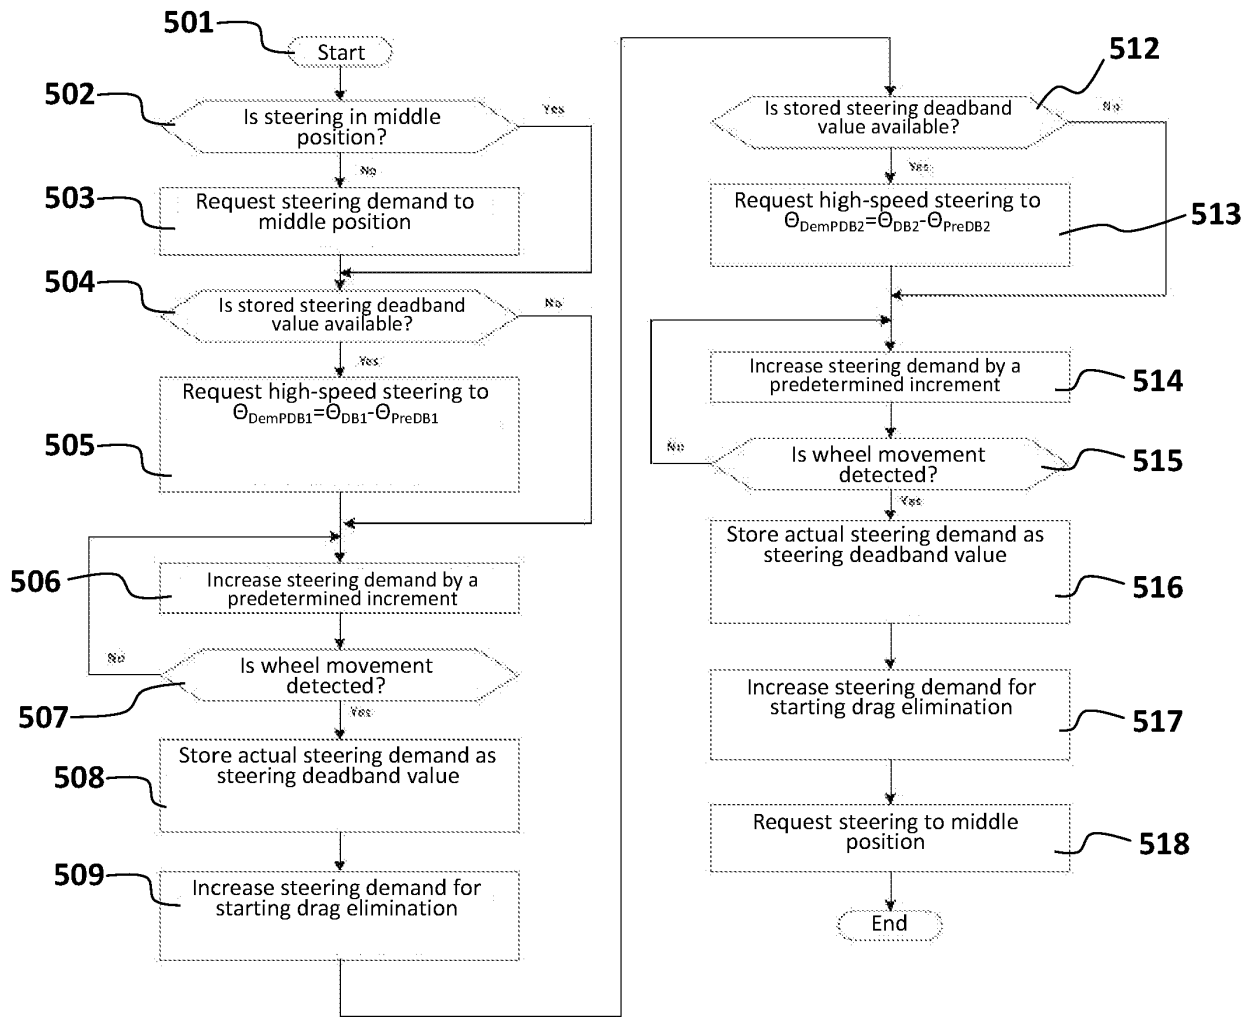 501
Start
502
Is steering in middle
position?
Yes
No
503
Request steering demand to
middle position
504
Is stored steering deadband
value available?
No
Yes
505
Request high-speed steering to
Θ_DemPDB1=Θ_DB1-Θ_PreDB1
506
Increase steering demand by a
predetermined increment
507
Is wheel movement
detected?
No
Yes
508
Store actual steering demand as
steering deadband value
509
Increase steering demand for
starting drag elimination
512
Is stored steering deadband
value available?
No
Yes
513
Request high-speed steering to
Θ_DemPDB2=Θ_DB2-Θ_PreDB2
514
Increase steering demand by a
predetermined increment
515
Is wheel movement
detected?
No
Yes
516
Store actual steering demand as
steering deadband value
517
Increase steering demand for
starting drag elimination
518
Request steering to middle
position
End